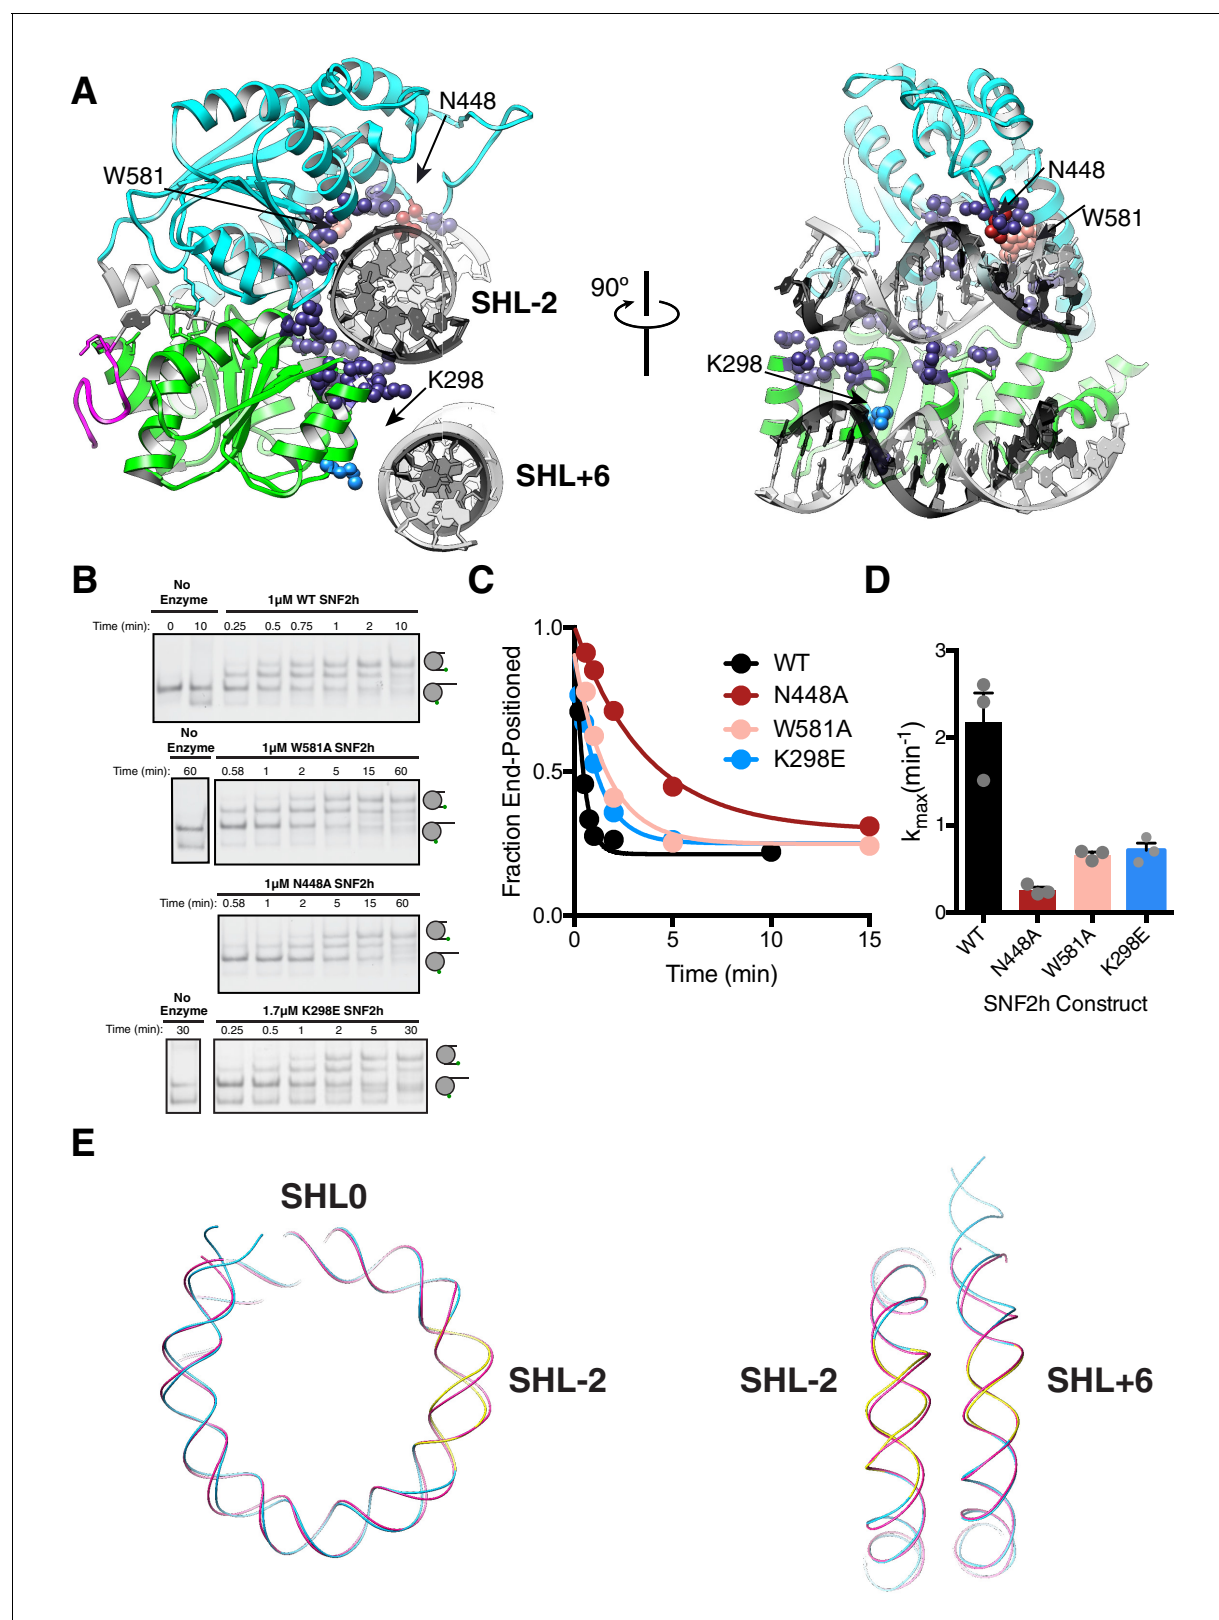 A
N448
W581
SHL-2
K298
SHL+6
90º
N448
W581
K298
B
No
Enzyme
1µM WT SNF2h
Time (min):
0 10 0.25 0.5 0.75 1 2 10
No
Enzyme
1µM W581A SNF2h
Time (min):
60 0.58 1 2 5 15 60
1µM N448A SNF2h
Time (min):
0.58 1 2 5 15 60
No
Enzyme
1.7µM K298E SNF2h
Time (min):
30 0.25 0.5 1 2 5 30
C
Fraction End-Positioned
1.0
0.5
0.0
0 5 10 15
Time (min)
WT
N448A
W581A
K298E
D
kmax(min-1)
3
2
1
0
WT
N448A
W581A
K298E
SNF2h Construct
E
SHL0
SHL-2
SHL-2
SHL+6